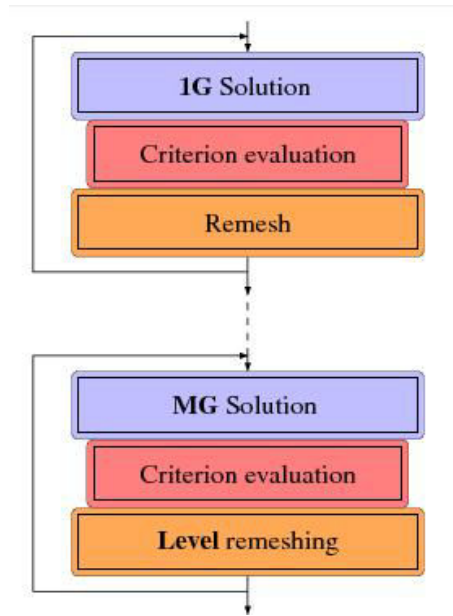 1G Solution
Criterion evaluation
Remesh
MG Solution
Criterion evaluation
Level remeshing